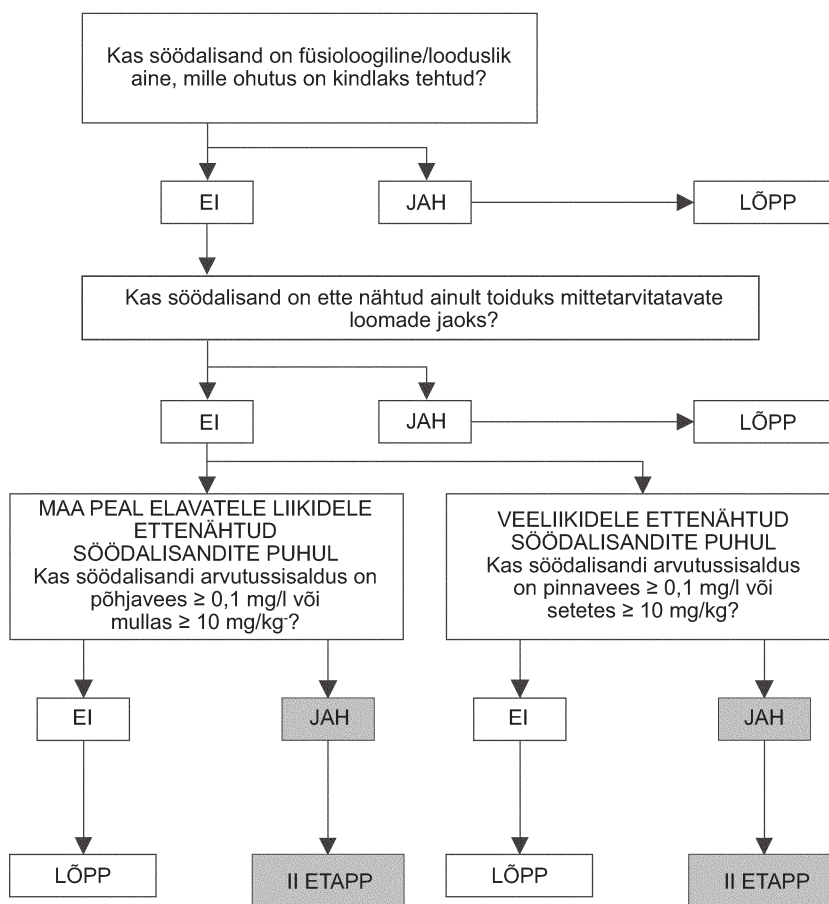 Kas söödalisand on füsioloogiline/looduslik
aine, mille ohutus on kindlaks tehtud?
EI
JAH
LÕPP
Kas söödalisand on ette nähtud ainult toiduks mittetarvitatavate
loomade jaoks?
EI
JAH
LÕPP
MAA PEAL ELAVATELE LIIKIDELE
ETTENÄHTUD
SÖÖDALISANDITE PUHUL
Kas söödalisandi arvutussisaldus on
põhjavees ≥ 0,1 mg/l või
mullas ≥ 10 mg/kg-?
VEELIIKIDELE ETTENÄHTUD
SÖÖDALISANDITE PUHUL
Kas söödalisandi arvutussisaldus
on pinnavees ≥ 0,1 mg/l või
setetes ≥ 10 mg/kg?
EI
JAH
EI
JAH
LÕPP
II ETAPP
LÕPP
II ETAPP